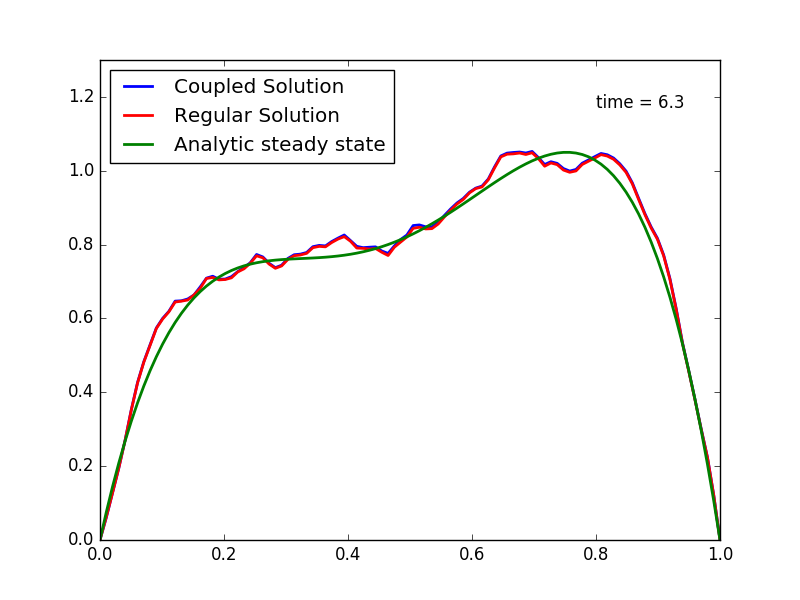 1.2
1.0
0.8
0.6
0.4
0.2
0.0
Coupled Solution
Regular Solution
Analytic steady state
time = 6.3
0.0 0.2 0.4 0.6 0.8 1.0